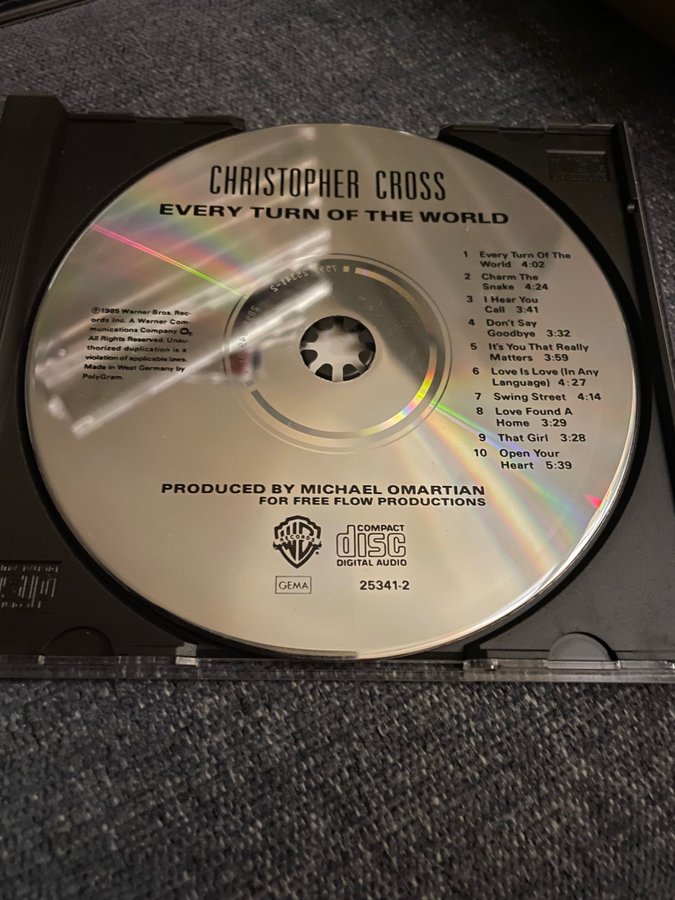 CHRISTOPHER CROSS
EVERY TURN OF THE WORLD
1 Every Turn Of The
World 4:02
2 Charm The
Snake 4:24
3 I Hear You
Call 3:41
4 Don't Say
Goodbye 3:32
5 It's You That Really
Matters 3:59
6 Love Is Love (In Any
Language) 4:27
7 Swing Street 4:14
8 Love Found A
Home 3:29
9 That Girl 3:28
10 Open Your
Heart 5:39
℗1985 Warner Bros. Rec-
ords Inc. A Warner Com-
munications Company
All Rights Reserved. Unau-
thorized duplication is a
violation of applicable laws.
Made in West Germany by
PolyGram.
PRODUCED BY MICHAEL OMARTIAN
FOR FREE FLOW PRODUCTIONS
WB
RECORDS
COMPACT
disc
DIGITAL AUDIO
GEMA
25341-2